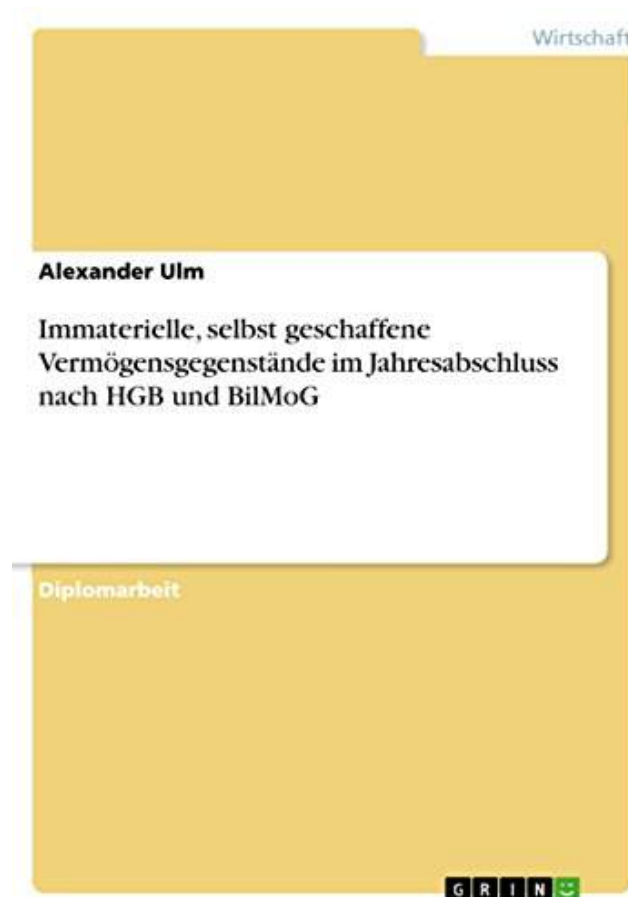 Wirtschaft
Alexander Ulm
Immaterielle, selbst geschaffene
Vermögensgegenstände im Jahresabschluss
nach HGB und BilMoG
Diplomarbeit
GRIN